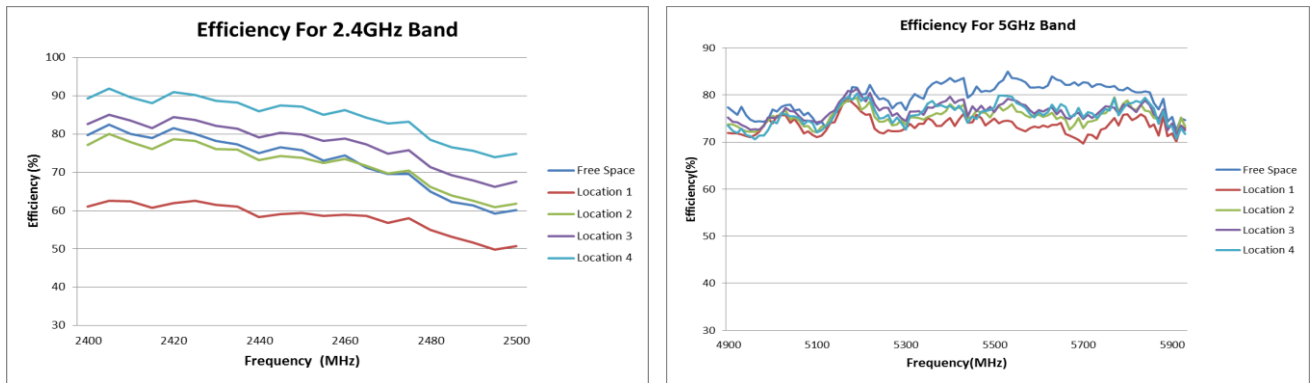 Efficiency For 2.4GHz Band
100
90
80
70
60
50
40
30
Efficiency (%)
2400
2420
2440
2460
2480
2500
Frequency (MHz)
Free Space
Location 1
Location 2
Location 3
Location 4
Efficiency For 5GHz Band
90
80
70
60
50
40
30
Efficiency(%)
4900
5100
5300
5500
5700
5900
Frequency(MHz)
Free Space
Location 1
Location 2
Location 3
Location 4